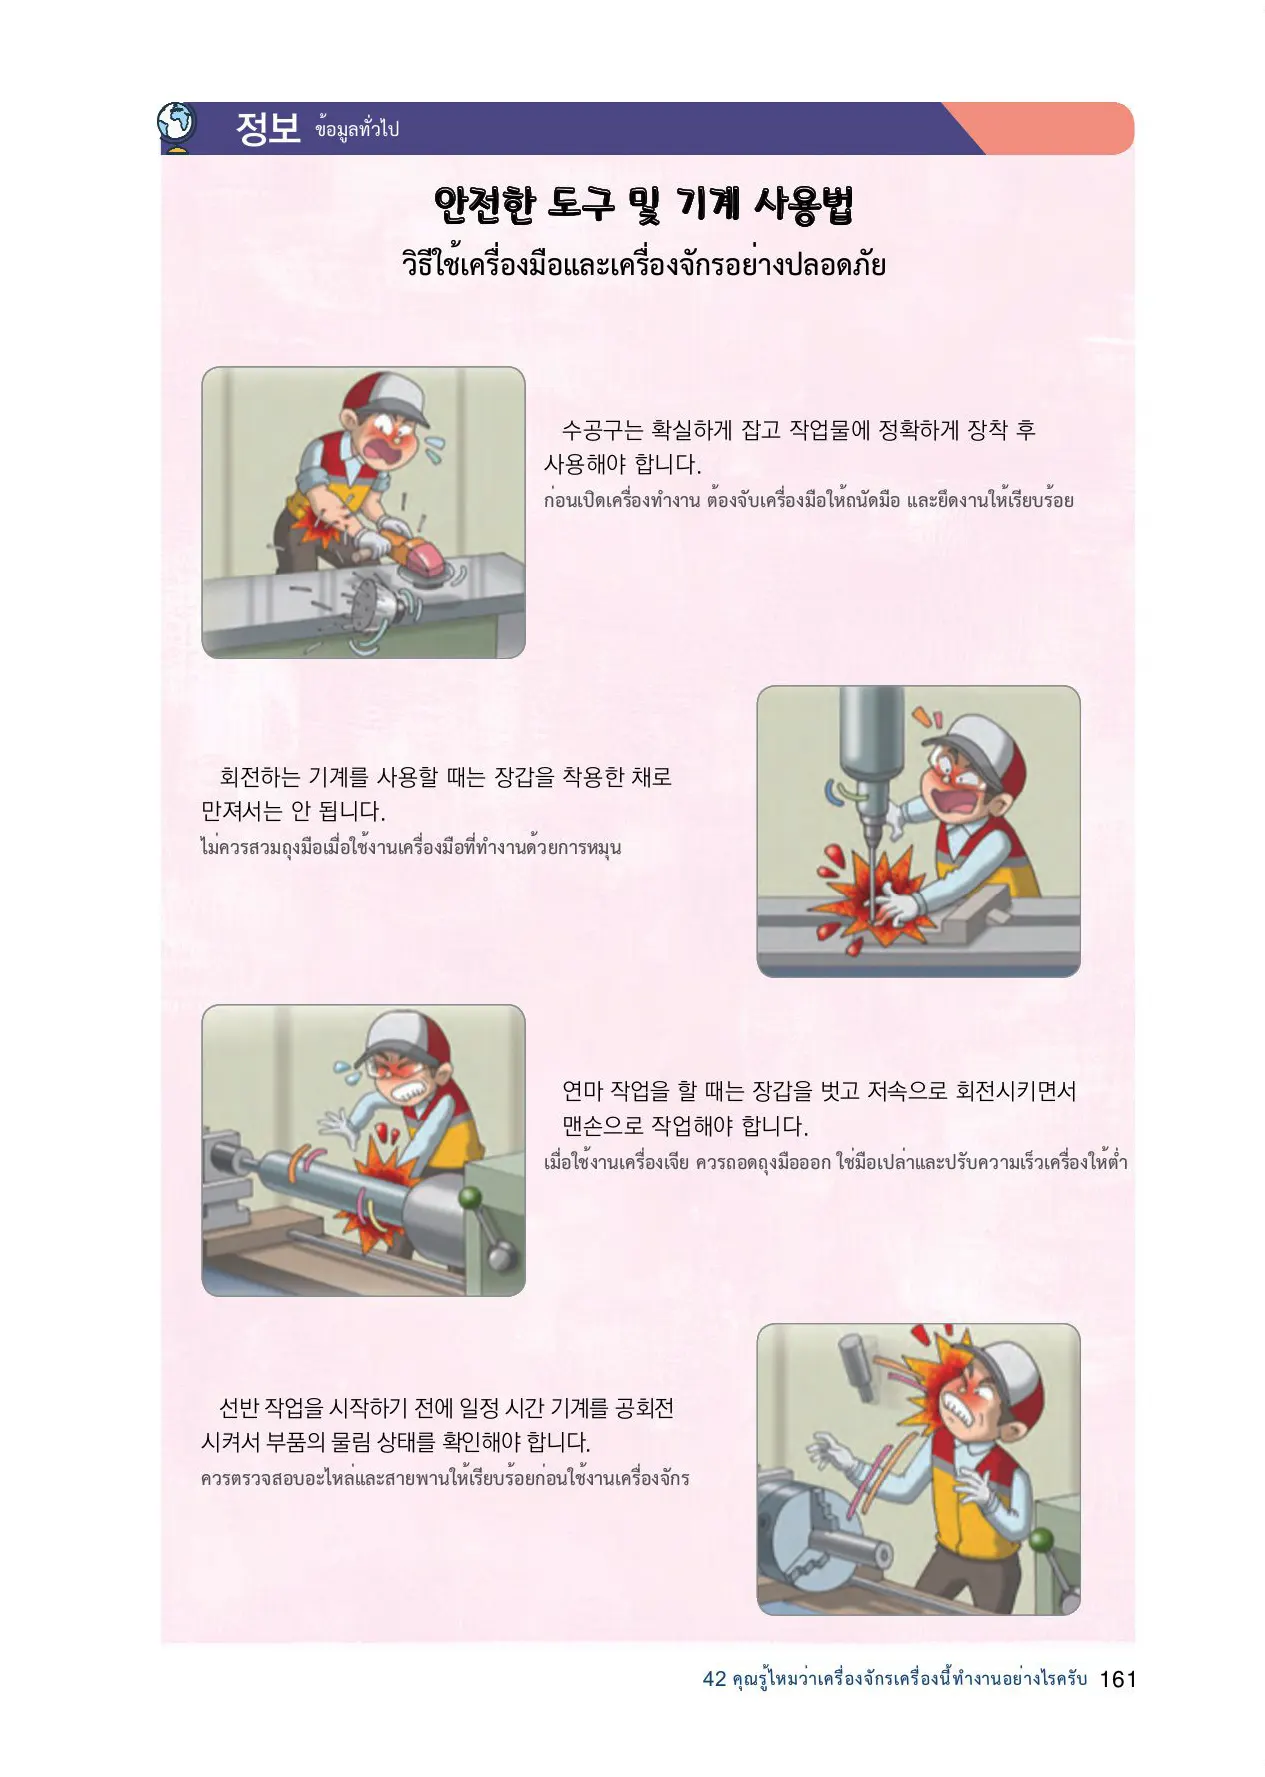 정보 ข้อมูลทั่วไป
안전한 도구 및 기계 사용법
วิธีใช้เครื่องมือและเครื่องจักรอย่างปลอดภัย
수공구는 확실하게 잡고 작업물에 정확하게 장착 후
사용해야 합니다.
ก่อนเปิดเครื่องทำงาน ต้องจับเครื่องมือให้ถนัดมือ และยึดงานให้เรียบร้อย
회전하는 기계를 사용할 때는 장갑을 착용한 채로
만져서는 안 됩니다.
ไม่ควรสวมถุงมือเมื่อใช้งานเครื่องมือที่ทำงานด้วยการหมุน
연마 작업을 할 때는 장갑을 벗고 저속으로 회전시키면서
맨손으로 작업해야 합니다.
เมื่อใช้งานเครื่องเจีย ควรถอดถุงมือออก ใช่มือเปล่าและปรับความเร็วเครื่องให้ต่ำ
선반 작업을 시작하기 전에 일정 시간 기계를 공회전
시켜서 부품의 물림 상태를 확인해야 합니다.
ควรตรวจสอบอะไหล่และสายพานให้เรียบร้อยก่อนใช้งานเครื่องจักร
42 คุณรู้ไหมว่าเครื่องจักรเครื่องนี้ทำงานอย่างไรครับ 161